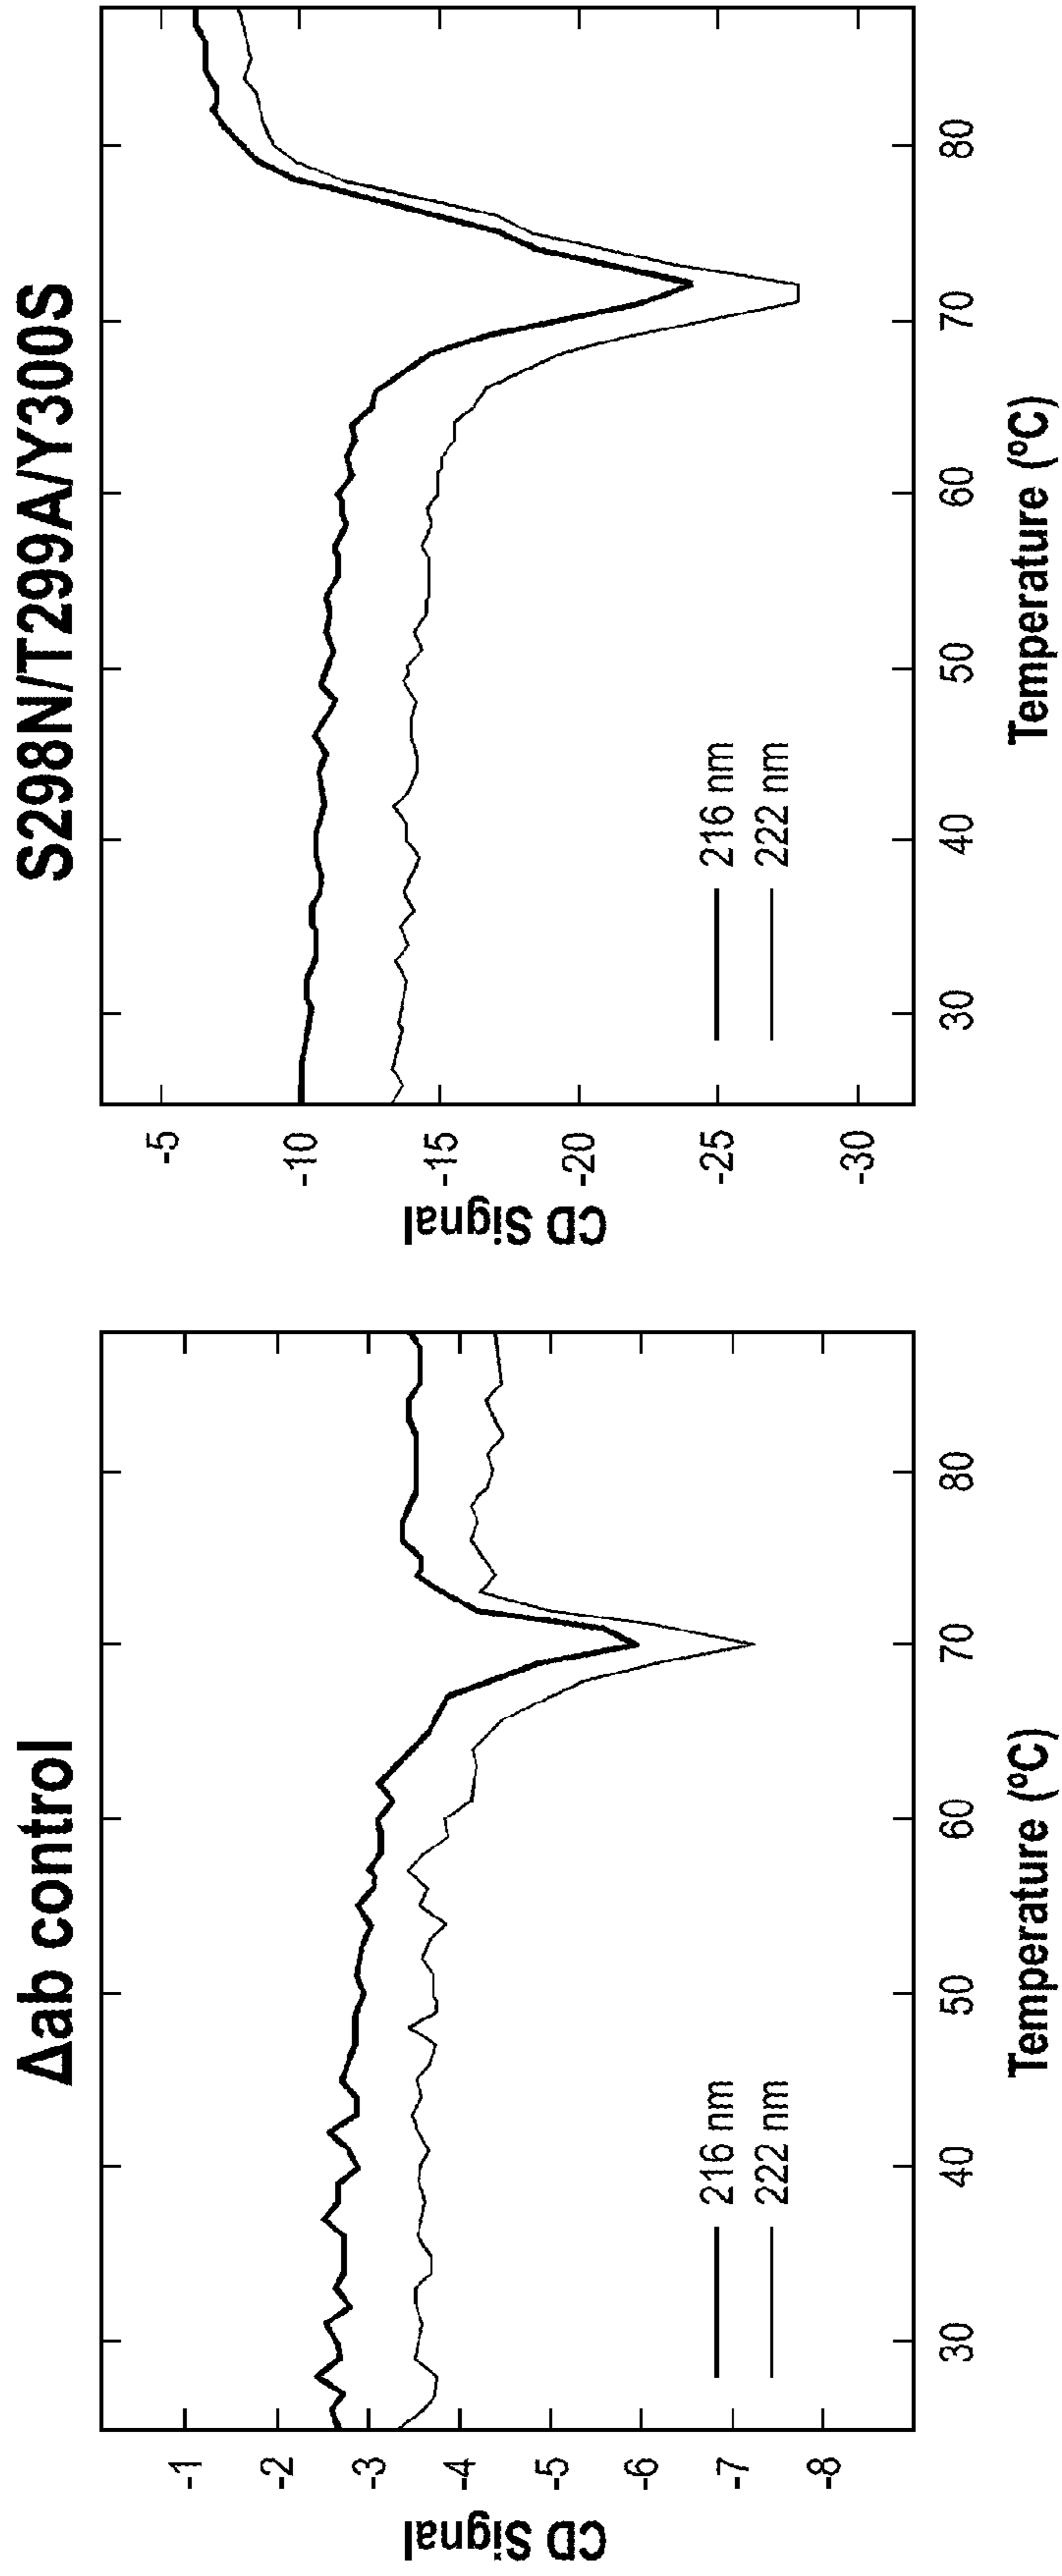 Δab control
CD Signal
-1
-2
-3
-4
-5
-6
-7
-8
216 nm
222 nm
30
40
50
60
70
80
Temperature (ºC)
S298N/T299A/Y300S
CD Signal
-5
-10
-15
-20
-25
-30
216 nm
222 nm
30
40
50
60
70
80
Temperature (ºC)